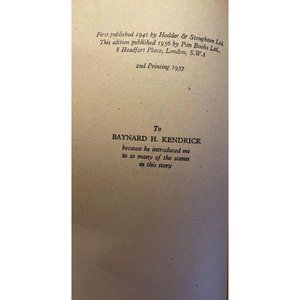 First published 1941 by Hodder & Stoughton Ltd.
This edition published 1956 by Pan Books Ltd.,
8 Headfort Place, London, S.W.1
2nd Printing 1957
To
BAYNARD H. KENDRICK
because he introduced me
to so many of the scenes
in this story